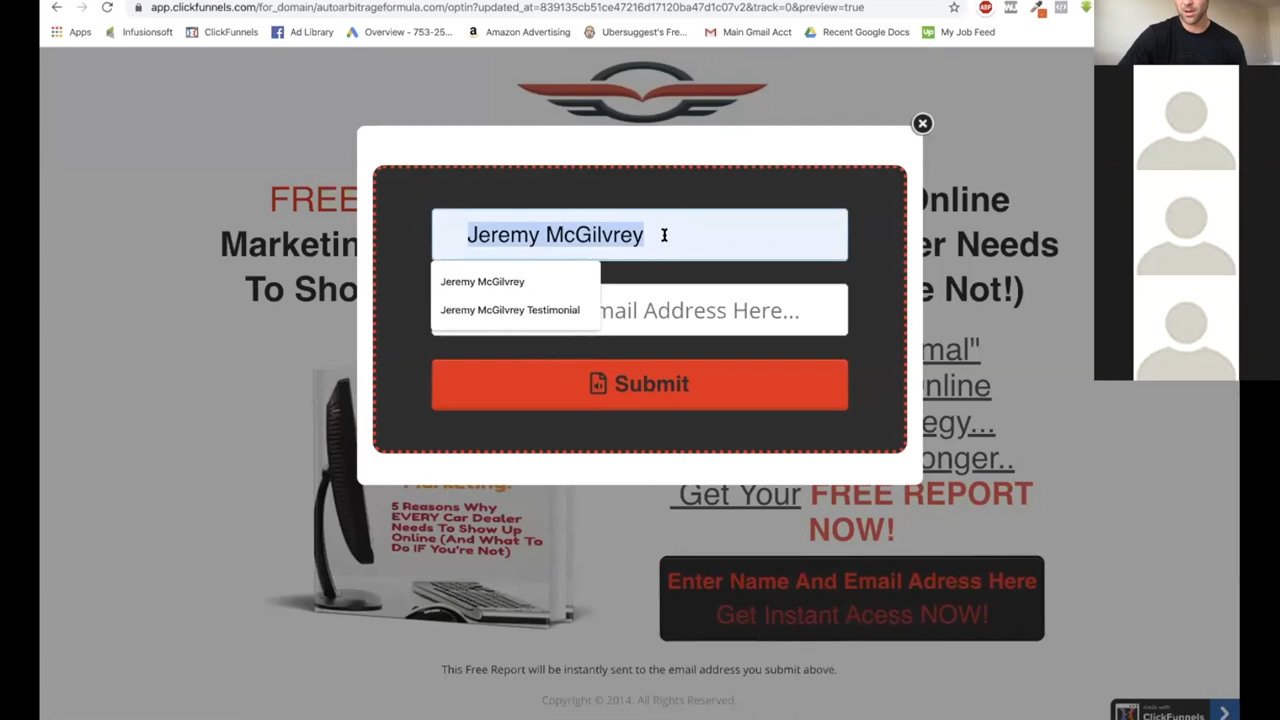 app.clickfunnels.com/for_domain/autoarbitrageformula.com/optin?updated_at=839135cb51ce47216d17120ba47d1c07v2&track=0&preview=true
Apps Infusionsoft ClickFunnels Ad Library Overview - 753-25... Amazon Advertising Ubersuggest's Fre... Main Gmail Acct Recent Google Docs My Job Feed
FREE Online
Marketin er Needs
To Sho e Not!)
Jeremy McGilvrey
Jeremy McGilvrey
Jeremy McGilvrey Testimonial
mail Address Here...
Submit
mal"
nline
egy...
onger..
Get Your FREE REPORT
NOW!
Marketing!
5 Reasons Why
EVERY Car Dealer
Needs To Show Up
Online (And What To
Do IF You're Not)
Enter Name And Email Adress Here
Get Instant Acess NOW!
This Free Report will be instantly sent to the email address you submit above.
Copyright © 2014. All Rights Reserved.
Made with
ClickFunnels